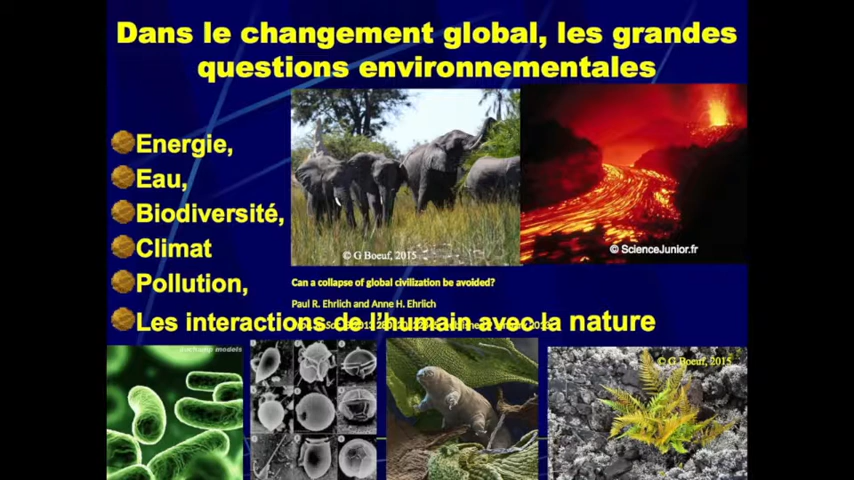 Dans le changement global, les grandes
questions environnementales
Energie,
Eau,
Biodiversité,
Climat
Pollution,
Les interactions de l'humain avec la nature
© G Boeuf, 2015
© ScienceJunior.fr
Can a collapse of global civilization be avoided?
Paul R. Ehrlich and Anne H. Ehrlich
models
© G Boeuf, 2015